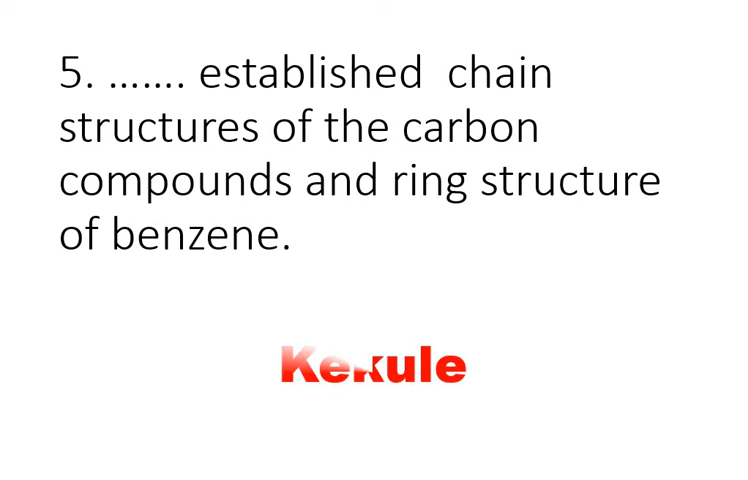 5. ....... established  chain
structures of the carbon
compounds and ring structure
of benzene.
Kekule